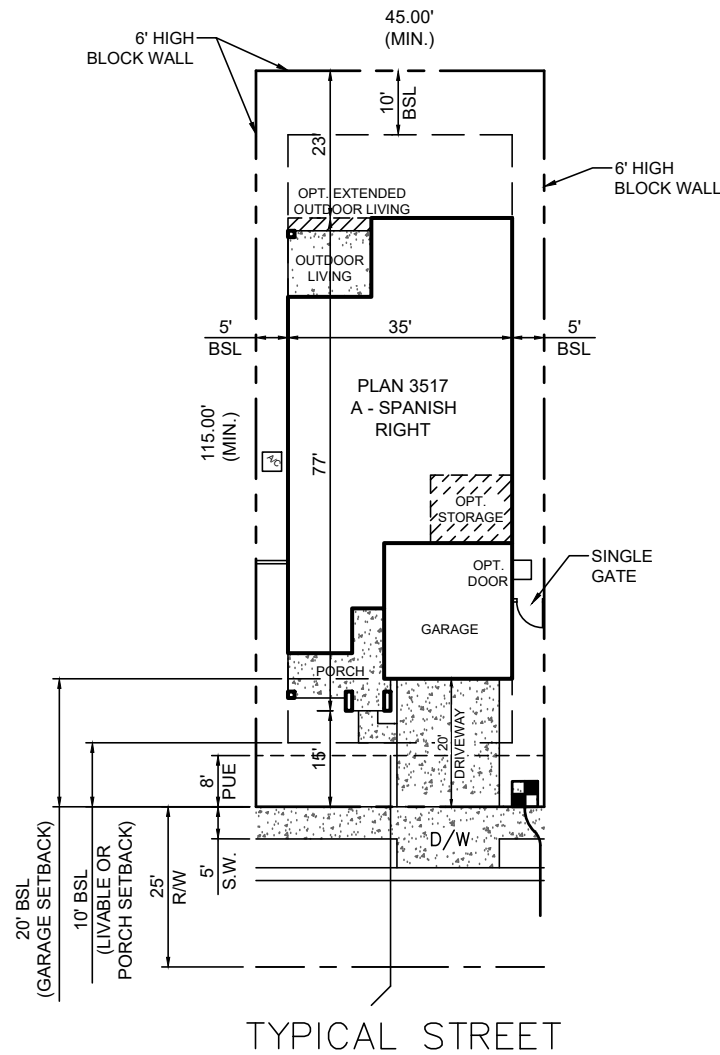 45.00'
(MIN.)
6' HIGH
BLOCK WALL
10'
BSL
23'
6' HIGH
BLOCK WALL
OPT. EXTENDED
OUTDOOR LIVING
OUTDOOR
LIVING
5'
BSL
35'
5'
BSL
PLAN 3517
A - SPANISH
RIGHT
115.00'
(MIN.)
A/C
77'
OPT.
STORAGE
OPT.
DOOR
SINGLE
GATE
GARAGE
PORCH
15'
20'
DRIVEWAY
8'
PUE
D/W
5'
S.W.
25'
R/W
10' BSL
(LIVABLE OR
PORCH SETBACK)
20' BSL
(GARAGE SETBACK)
TYPICAL STREET